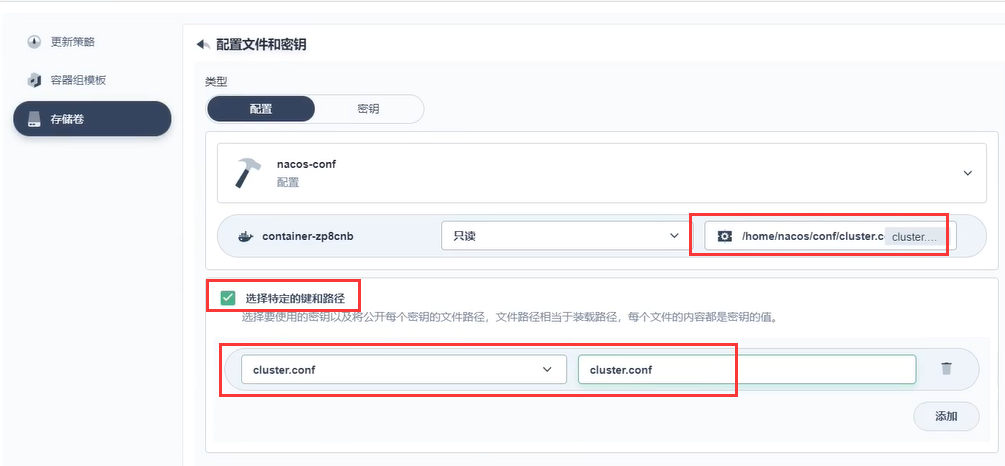 更新策略
容器组模板
存储卷
配置文件和密钥
类型
配置
密钥
nacos-conf
配置
container-zp8cnb
只读
/home/nacos/conf/cluster.c
cluster....
选择特定的键和路径
选择要使用的密钥以及将公开每个密钥的文件路径，文件路径相当于装载路径，每个文件的内容都是密钥的值。
cluster.conf
cluster.conf
添加